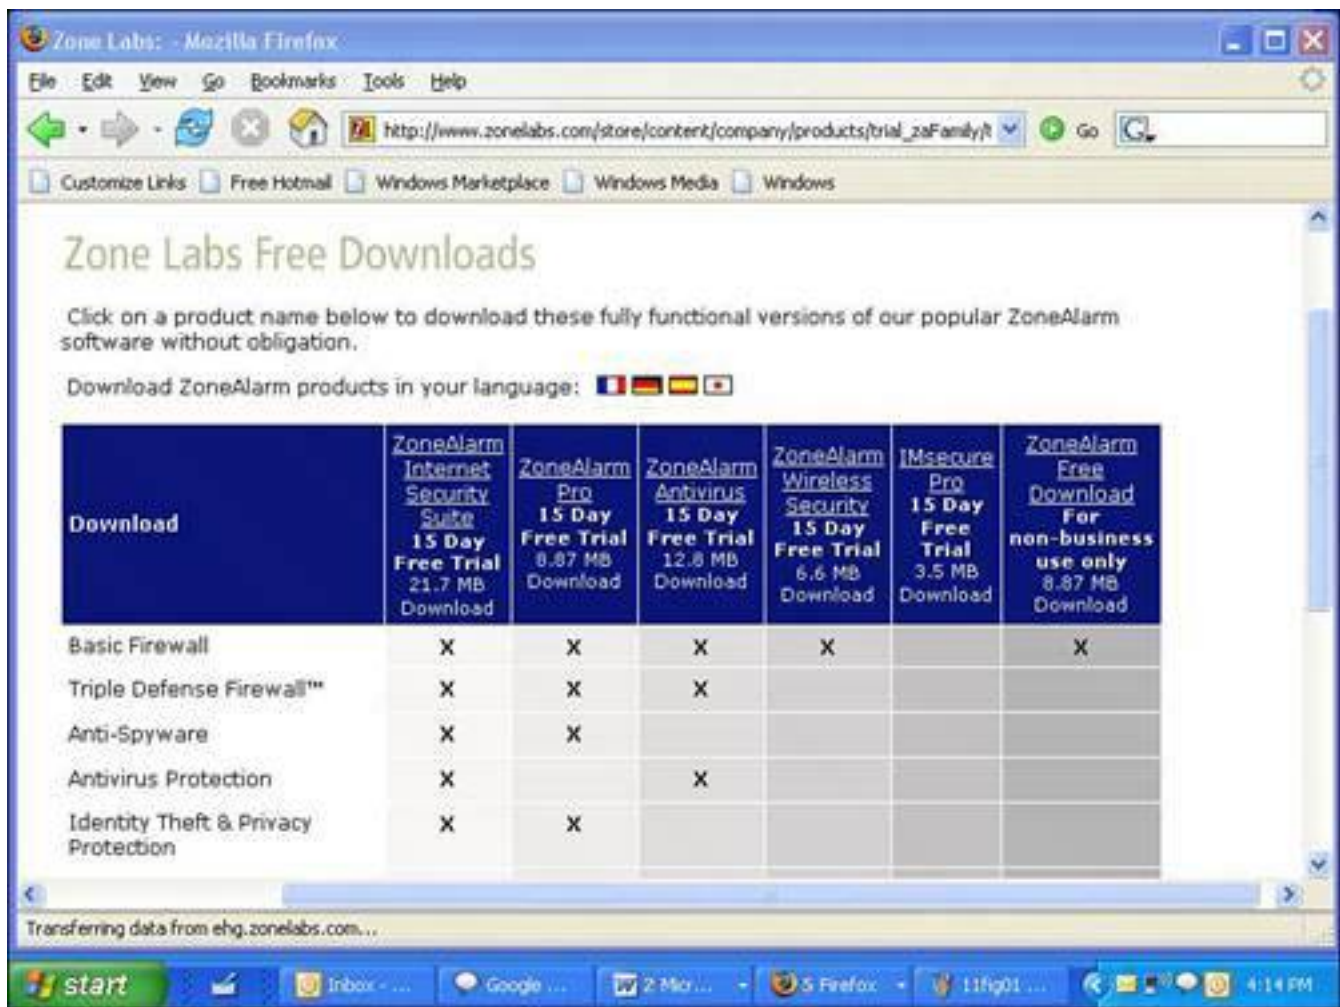 Zone Labs: - Mozilla Firefox
File Edit View Go Bookmarks Tools Help
http://www.zonelabs.com/store/content/company/products/trial_zaFamily/t Go G
Customize Links Free Hotmail Windows Marketplace Windows Media Windows
Zone Labs Free Downloads
Click on a product name below to download these fully functional versions of our popular ZoneAlarm
software without obligation.
Download ZoneAlarm products in your language:
Download
ZoneAlarm
Internet
Security
Suite
15 Day
Free Trial
21.7 MB
Download
ZoneAlarm
Pro
15 Day
Free Trial
8.87 MB
Download
ZoneAlarm
Antivirus
15 Day
Free Trial
12.8 MB
Download
ZoneAlarm
Wireless
Security
15 Day
Free Trial
6.6 MB
Download
IMsecure
Pro
15 Day
Free
Trial
3.5 MB
Download
ZoneAlarm
Free
Download
For
non-business
use only
8.87 MB
Download
Basic Firewall X X X X X
Triple Defense Firewall™ X X X
Anti-Spyware X X
Antivirus Protection X X
Identity Theft & Privacy
Protection X X
Transferring data from ehg.zonelabs.com...
start Inbox - ... Google ... 2 Micr... 5 Firefox 11fig01 ... 4:14 PM